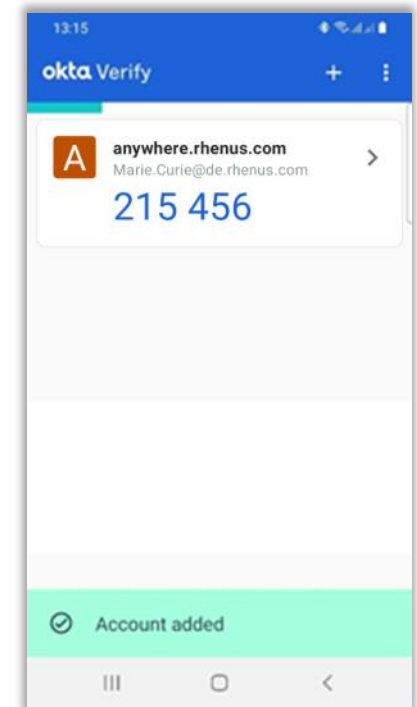 13:15
okta Verify
A
anywhere.rhenus.com
Marie.Curie@de.rhenus.com
215 456
Account added